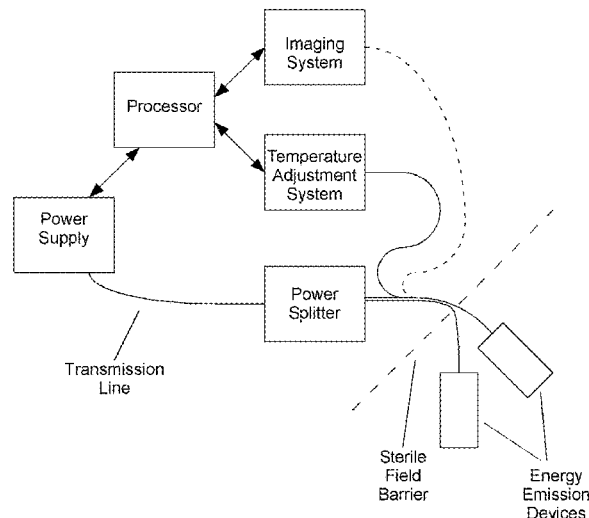 Imaging
System
Processor
Temperature
Adjustment
System
Power
Supply
Power
Splitter
Transmission
Line
Sterile
Field
Barrier
Energy
Emission
Devices